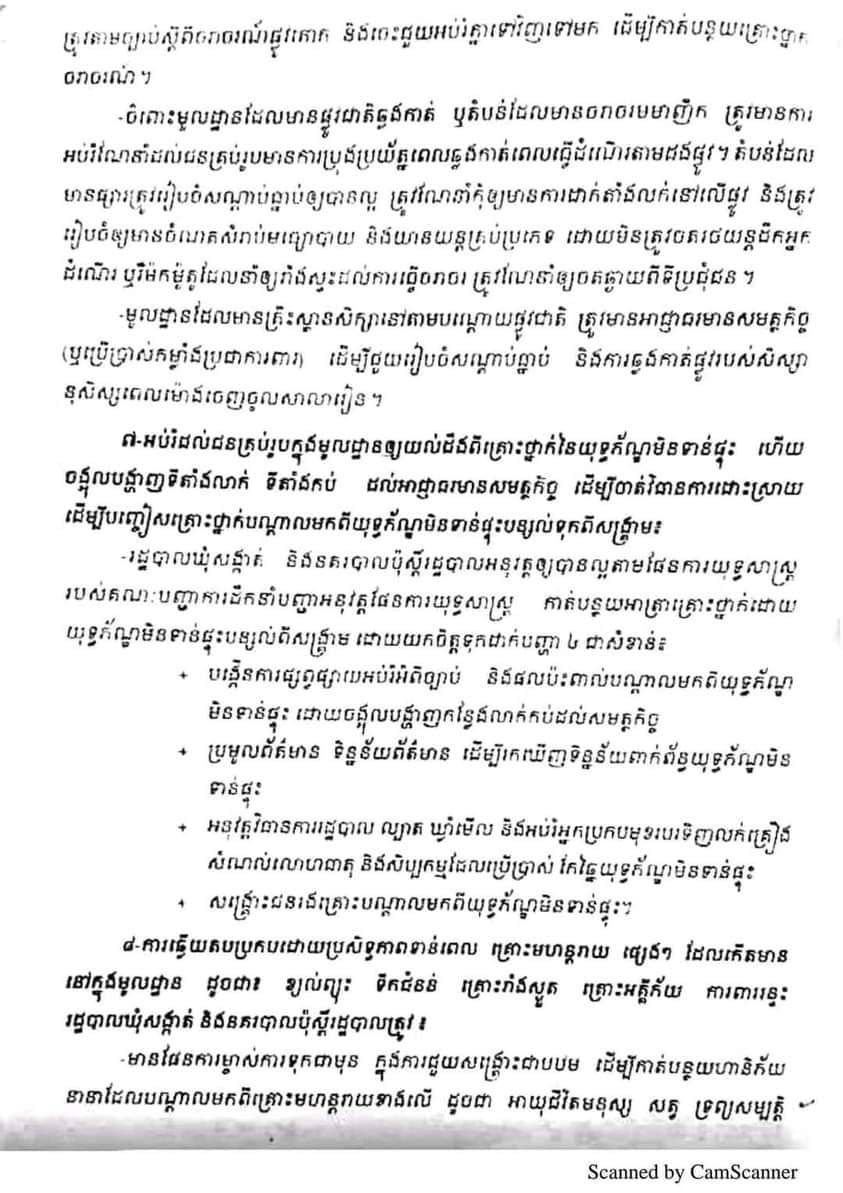 ត្រូវតាមច្បាប់ស្តីពីចរាចរណ៍ផ្លូវគោក និងចេះជួយអប់រំគ្នាទៅវិញទៅមក ដើម្បីកាត់បន្ថយគ្រោះថ្នាក់
ចរាចរណ៍។
-ចំពោះមូលដ្ឋានដែលមានផ្លូវជាតិឆ្លងកាត់ ឬតំបន់ដែលមានចរាចរមមាញឹក ត្រូវមានការ
អប់រំណែនាំដល់ជនគ្រប់រូបមានការប្រុងប្រយ័ត្នពេលឆ្លងកាត់ពេលធ្វើដំណើរតាមដងផ្លូវ។ តំបន់ដែល
មានផ្សារត្រូវរៀបចំសណ្តាប់ធ្នាប់ឲ្យបានល្អ ត្រូវណែនាំកុំឲ្យមានការដាក់តាំងលក់នៅលើផ្លូវ និងត្រូវ
រៀបចំឲ្យមានចំណតសំរាប់មធ្យោបាយ និងយានយន្តគ្រប់ប្រភេទ ដោយមិនត្រូវចតរថយន្តដឹកអ្នក
ដំណើរ ឬរ៉ឺម៉កម៉ូតូដែលនាំឲ្យរាំងស្ទះដល់ការធ្វើចរាចរ ត្រូវណែនាំឲ្យចតឆ្ងាយពីទីប្រជុំជន។
-មូលដ្ឋានដែលមានគ្រឹះស្ថានសិក្សានៅតាមបណ្តោយផ្លូវជាតិ ត្រូវមានអាជ្ញាធរមានសមត្ថកិច្ច
(ឬប្រើប្រាស់កម្លាំងប្រជាការពារ) ដើម្បីជួយរៀបចំសណ្តាប់ធ្នាប់ និងការឆ្លងកាត់ផ្លូវរបស់សិស្សា
នុសិស្សពេលម៉ោងចេញចូលសាលារៀន។
៧-អប់រំដល់ជនគ្រប់រូបក្នុងមូលដ្ឋានឲ្យយល់ដឹងពីគ្រោះថ្នាក់នៃយុទ្ធភ័ណ្ឌមិនទាន់ផ្ទុះ ហើយ
ចង្អុលបង្ហាញទីតាំងលាក់ ទីតាំងកប់ ដល់អាជ្ញាធរមានសមត្ថកិច្ច ដើម្បីចាត់វិធានការដោះស្រាយ
ដើម្បីបញ្ចៀសគ្រោះថ្នាក់បណ្តាលមកពីយុទ្ធភ័ណ្ឌមិនទាន់ផ្ទុះបន្សល់ទុកពីសង្គ្រាម៖
-រដ្ឋបាលឃុំសង្កាត់ និងនគរបាលប៉ុស្តិ៍រដ្ឋបាលអនុវត្តឲ្យបានល្អតាមផែនការយុទ្ធសាស្ត្រ
របស់គណៈបញ្ជាការដឹកនាំបញ្ជាអនុវត្តផែនការយុទ្ធសាស្ត្រ កាត់បន្ថយអាត្រាគ្រោះថ្នាក់ដោយ
យុទ្ធភ័ណ្ឌមិនទាន់ផ្ទុះបន្សល់ពីសង្គ្រាម ដោយយកចិត្តទុកដាក់បញ្ហា ៤ ជាសំខាន់៖
+ បង្កើនការផ្សព្វផ្សាយអប់រំអំពីច្បាប់ និងផលប៉ះពាល់បណ្តាលមកពីយុទ្ធភ័ណ្ឌ
មិនទាន់ផ្ទុះ ដោយចង្អុលបង្ហាញកន្លែងលាក់កប់ដល់សមត្ថកិច្ច
+ ប្រមូលព័ត៌មាន ទិន្នន័យព័ត៌មាន ដើម្បីរកឃើញទិន្នន័យពាក់ព័ន្ធយុទ្ធភ័ណ្ឌមិន
ទាន់ផ្ទុះ
+ អនុវត្តវិធានការរដ្ឋបាល ល្បាត ឃ្លាំមើល និងអប់រំអ្នកប្រកបមុខរបរទិញលក់គ្រឿង
សំណល់លោហធាតុ និងសិប្បកម្មដែលប្រើប្រាស់ កែឆ្នៃយុទ្ធភ័ណ្ឌមិនទាន់ផ្ទុះ
+ សង្គ្រោះជនរងគ្រោះបណ្តាលមកពីយុទ្ធភ័ណ្ឌមិនទាន់ផ្ទុះ។
៨-ការឆ្លើយតបប្រកបដោយប្រសិទ្ធភាពទាន់ពេល គ្រោះមហន្តរាយ ផ្សេងៗ ដែលកើតមាន
នៅក្នុងមូលដ្ឋាន ដូចជា៖ ខ្យល់ព្យុះ ទឹកជំនន់ គ្រោះរាំងស្ងួត គ្រោះអគ្គីភ័យ ការពាររន្ទះ
រដ្ឋបាលឃុំសង្កាត់ និងនគរបាលប៉ុស្តិ៍រដ្ឋបាលត្រូវ ៖
-មានផែនការម្ចាស់ការទុកជាមុន ក្នុងការជួយសង្គ្រោះជាបឋម ដើម្បីកាត់បន្ថយហានិភ័យ
នានាដែលបណ្តាលមកពីគ្រោះមហន្តរាយខាងលើ ដូចជា អាយុជីវិតមនុស្ស សត្វ ទ្រព្យសម្បត្តិ
Scanned by CamScanner